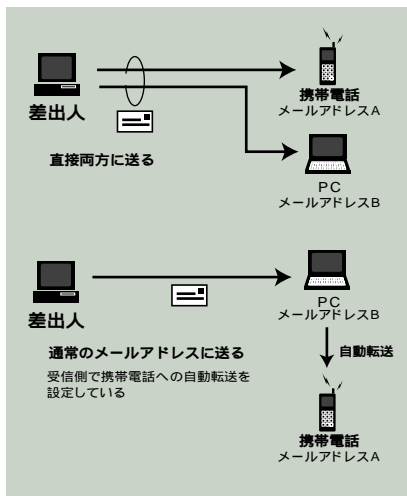 差出人
携帯電話
メールアドレスA
直接両方に送る
PC
メールアドレスB
差出人
PC
メールアドレスB
通常のメールアドレスに送る
自動転送
受信側で携帯電話への自動転送を
設定している
携帯電話
メールアドレスA